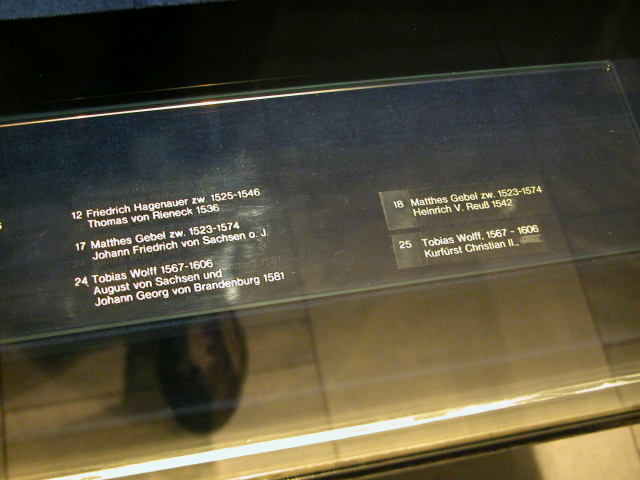 12 Friedrich Hagenauer zw. 1525-1546
Thomas von Rieneck 1536
17 Matthes Gebel zw. 1523-1574
Johann Friedrich von Sachsen o. J.
24 Tobias Wolff 1567-1606
August von Sachsen und
Johann Georg von Brandenburg 1581
18 Matthes Gebel zw. 1523-1574
Heinrich V. Reuß 1542
25 Tobias Wolff, 1567 - 1606
Kurfürst Christian II..